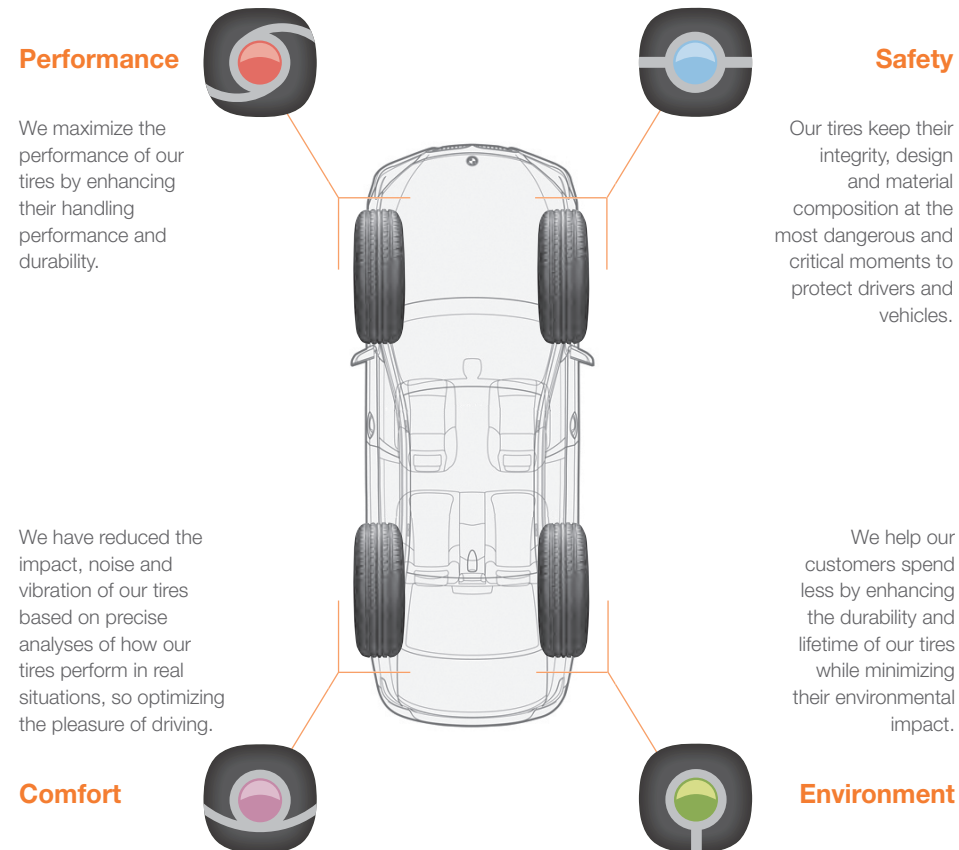 Performance
We maximize the
performance of our
tires by enhancing
their handling
performance and
durability.
Safety
Our tires keep their
integrity, design
and material
composition at the
most dangerous and
critical moments to
protect drivers and
vehicles.
We have reduced the
impact, noise and
vibration of our tires
based on precise
analyses of how our
tires perform in real
situations, so optimizing
the pleasure of driving.
Comfort
We help our
customers spend
less by enhancing
the durability and
lifetime of our tires
while minimizing
their environmental
impact.
Environment